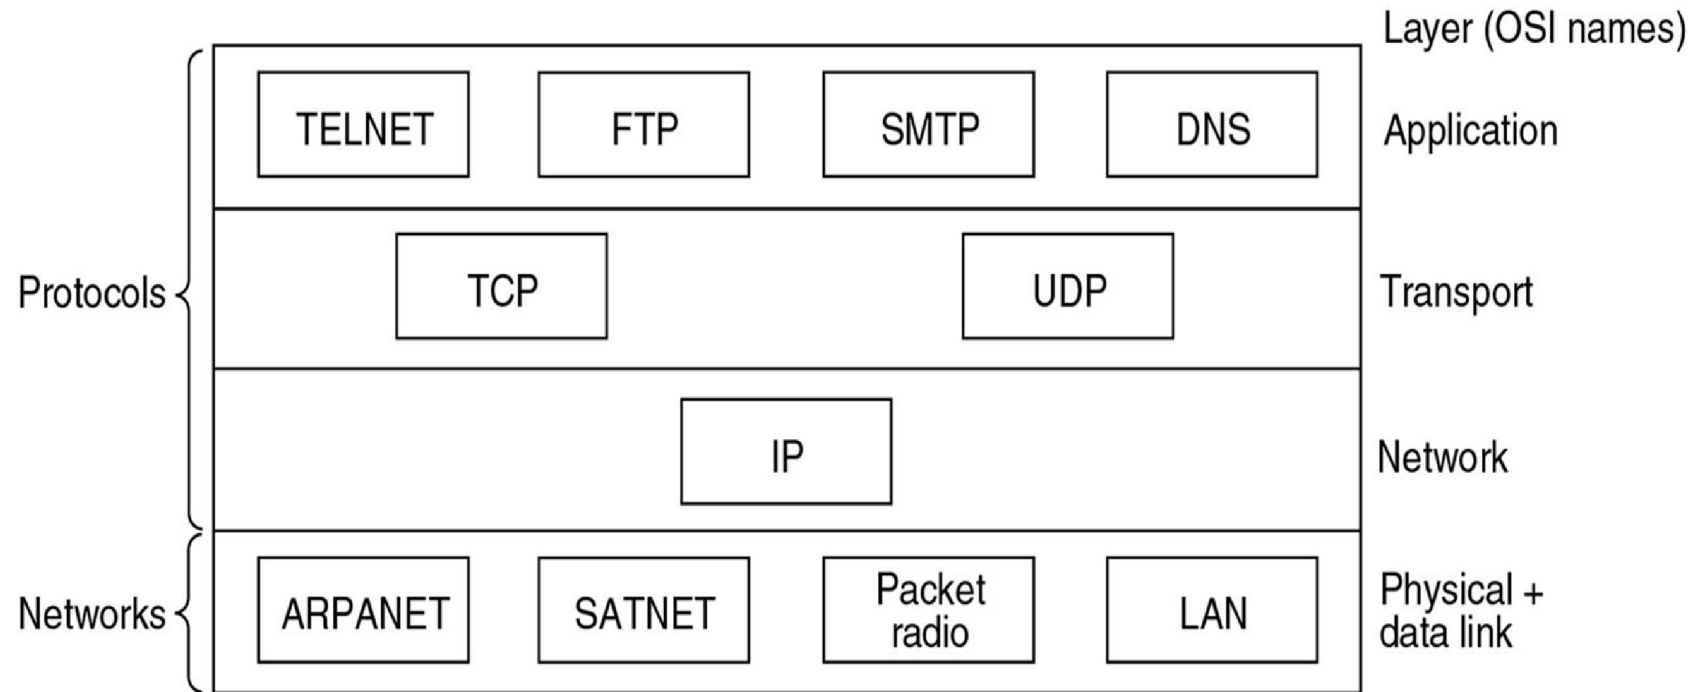 Layer (OSI names)
TELNET FTP SMTP DNS Application
Protocols TCP UDP Transport
IP Network
Networks ARPANET SATNET Packet radio LAN Physical +
data link